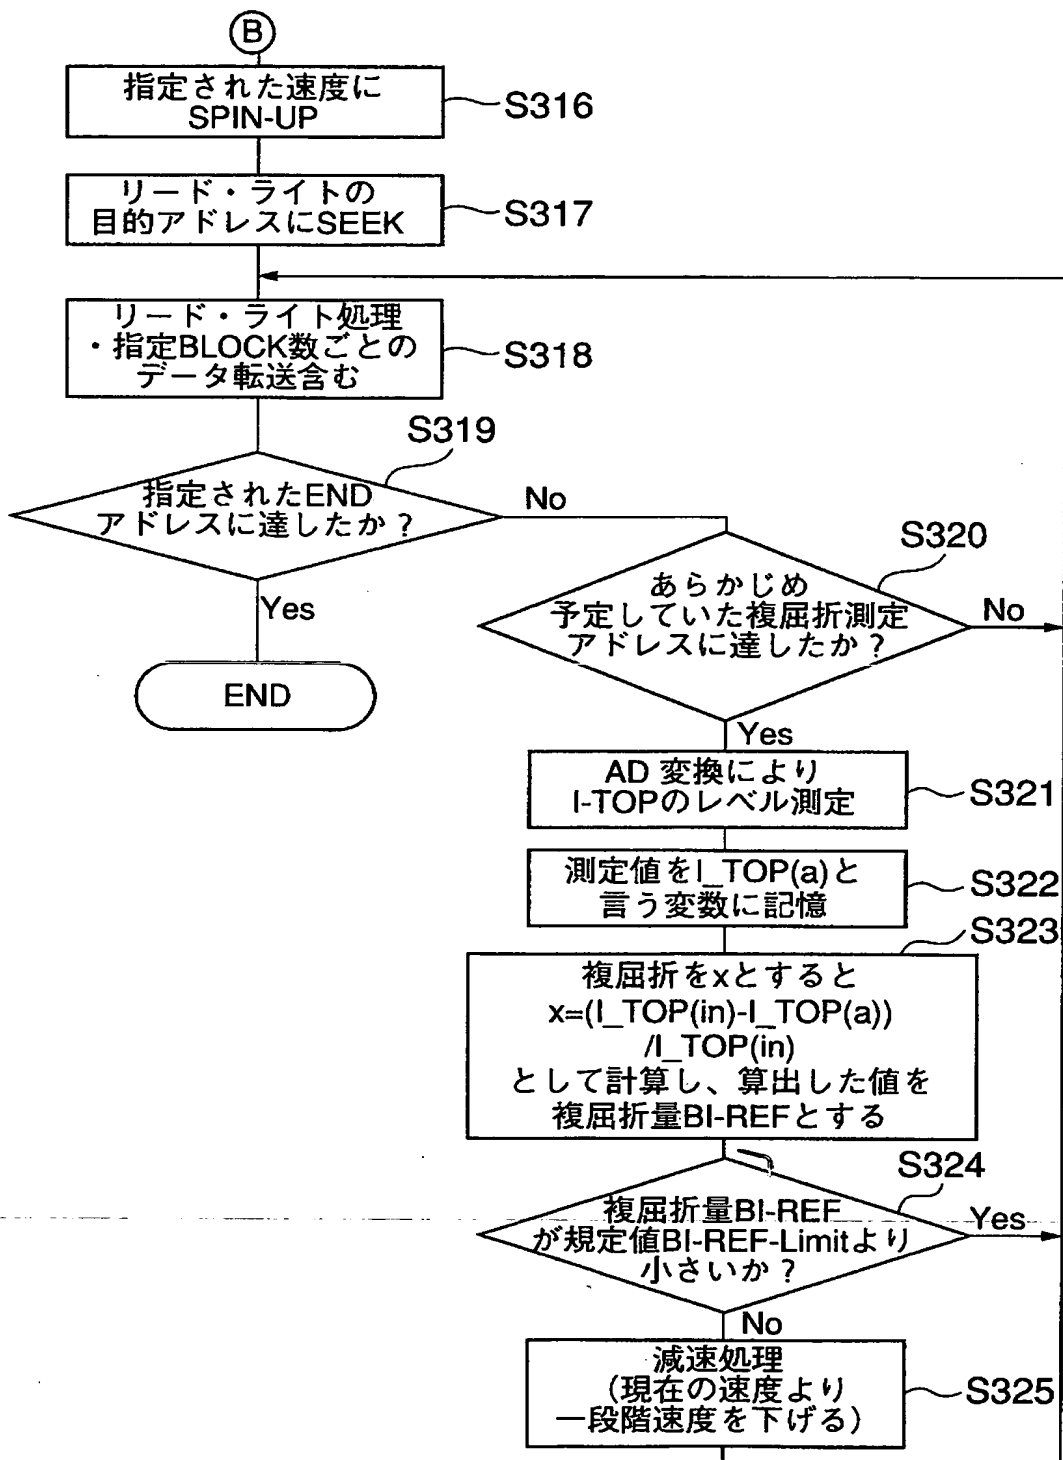 B
指定された速度に
SPIN-UP
S316
リード・ライトの
目的アドレスにSEEK
S317
リード・ライト処理
・指定BLOCK数ごとの
データ転送含む
S318
S319
指定されたEND
アドレスに達したか？
No
Yes
END
S320
あらかじめ
予定していた複屈折測定
アドレスに達したか？
No
Yes
AD 変換により
I-TOPのレベル測定
S321
測定値をI_TOP(a)と
言う変数に記憶
S322
S323
複屈折をxとすると
x=(I_TOP(in)-I_TOP(a))
/I_TOP(in)
として計算し、算出した値を
複屈折量BI-REFとする
S324
複屈折量BI-REF
が規定値BI-REF-Limitより
小さいか？
Yes
No
減速処理
（現在の速度より
一段階速度を下げる）
S325